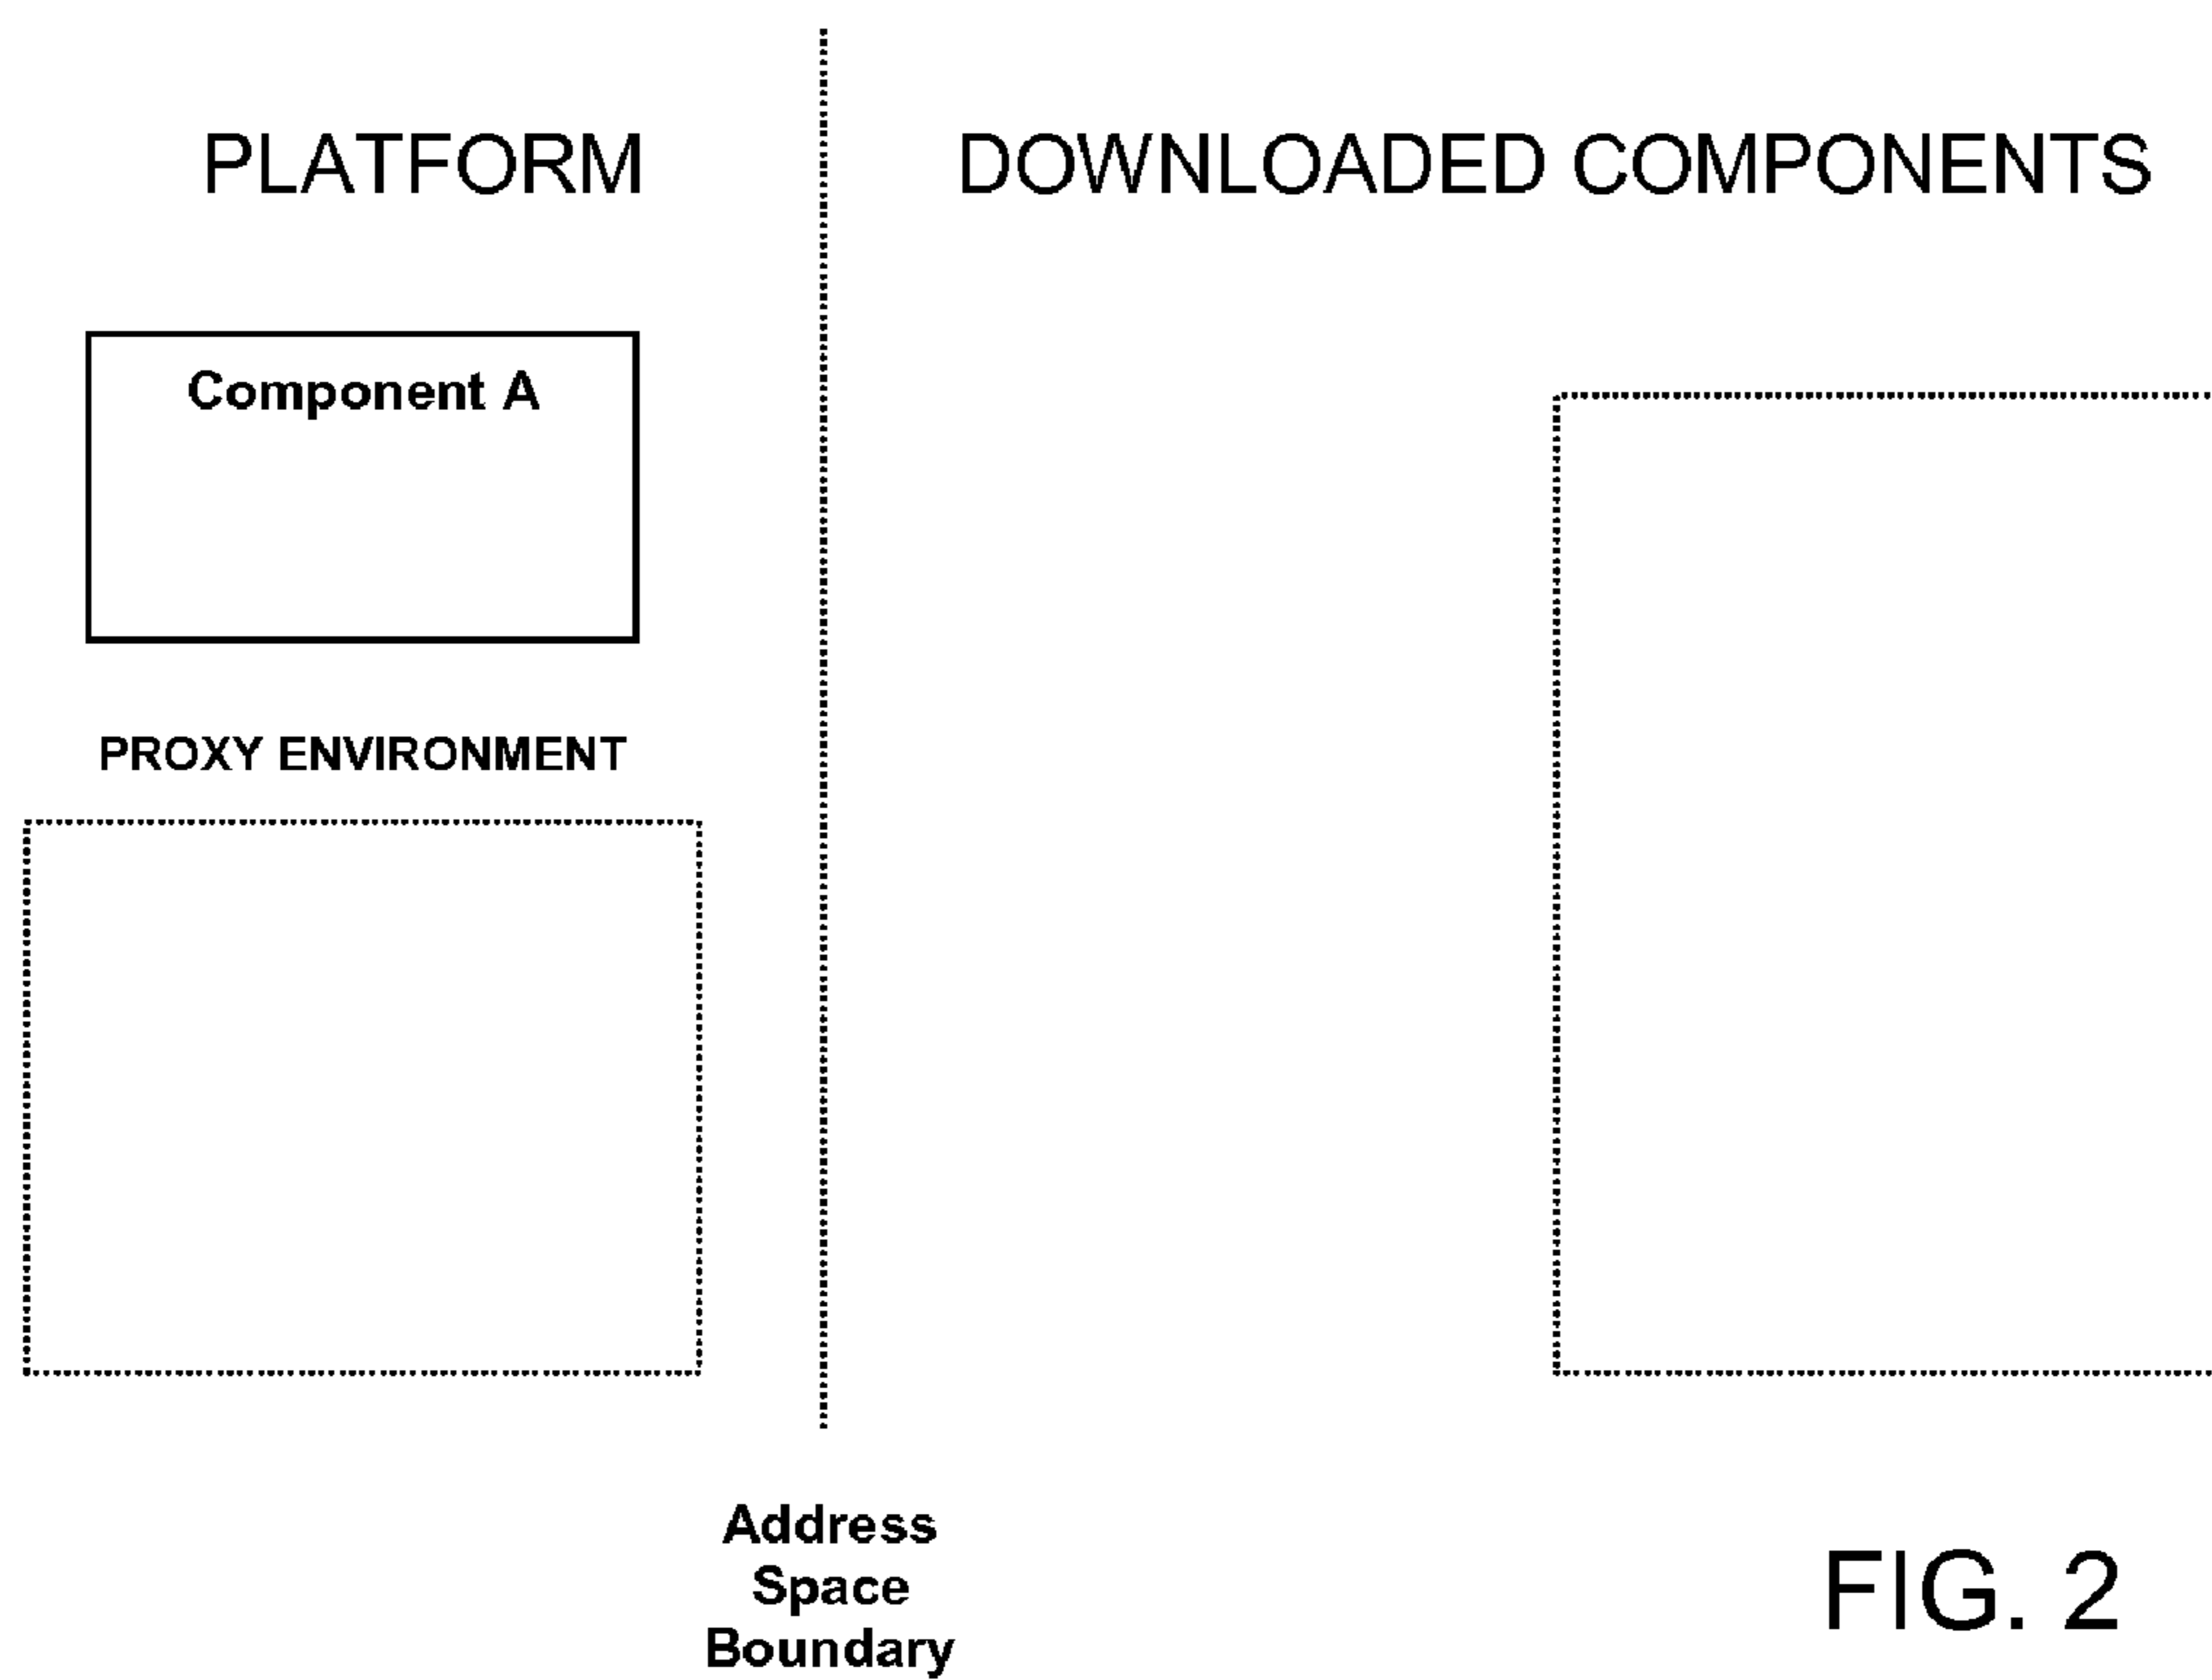 PLATFORM
DOWNLOADED COMPONENTS
Component A
PROXY ENVIRONMENT
Address
Space
Boundary
FIG. 2